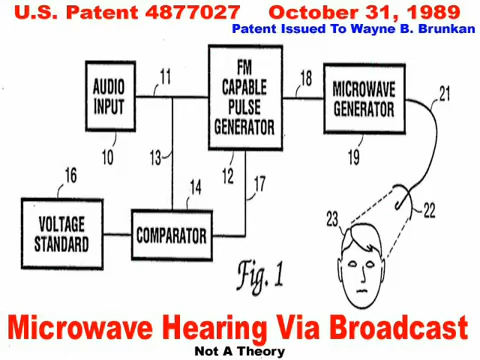 U.S. Patent 4877027 October 31, 1989
Patent Issued To Wayne B. Brunkan
AUDIO
INPUT
10
11
13
FM
CAPABLE
PULSE
GENERATOR
12
17
18
MICROWAVE
GENERATOR
19
21
22
23
16
VOLTAGE
STANDARD
14
COMPARATOR
Fig. 1
Microwave Hearing Via Broadcast
Not A Theory